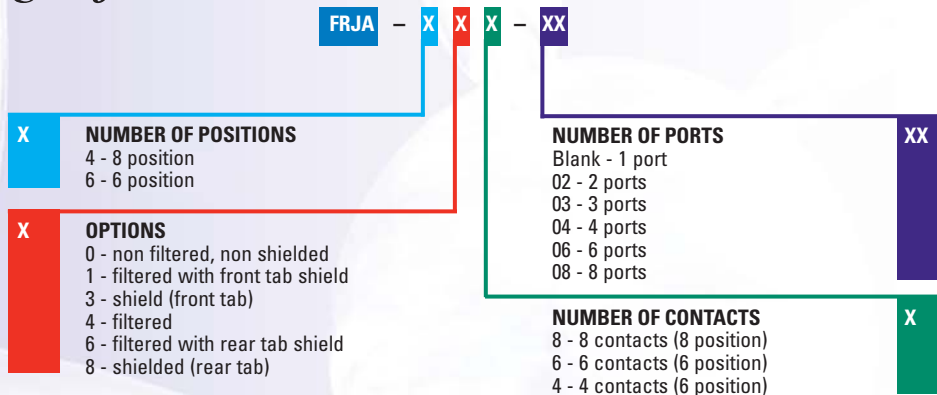 FRJA – X X X – XX
X NUMBER OF POSITIONS
4 - 8 position
6 - 6 position
X OPTIONS
0 - non filtered, non shielded
1 - filtered with front tab shield
3 - shield (front tab)
4 - filtered
6 - filtered with rear tab shield
8 - shielded (rear tab)
NUMBER OF PORTS XX
Blank - 1 port
02 - 2 ports
03 - 3 ports
04 - 4 ports
06 - 6 ports
08 - 8 ports
NUMBER OF CONTACTS X
8 - 8 contacts (8 position)
6 - 6 contacts (6 position)
4 - 4 contacts (6 position)